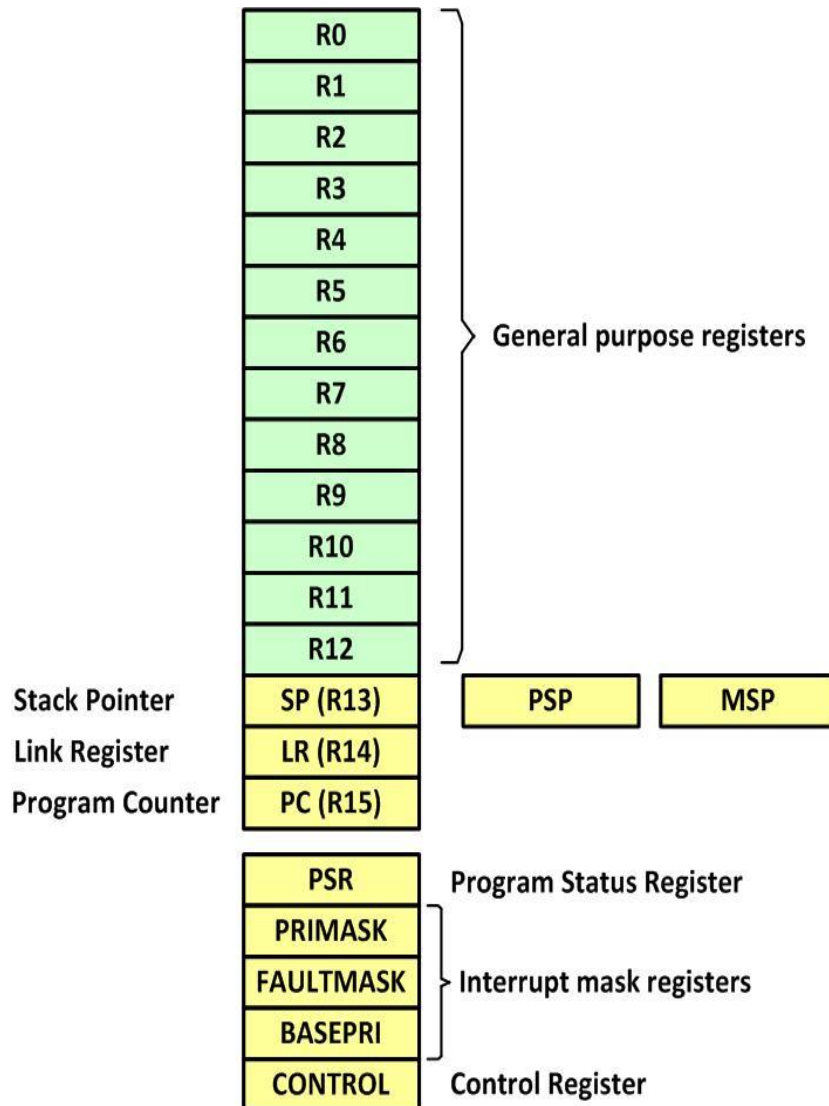 R0
R1
R2
R3
R4
R5
R6
General purpose registers
R7
R8
R9
R10
R11
R12
Stack Pointer SP (R13) PSP MSP
Link Register LR (R14)
Program Counter PC (R15)
PSR Program Status Register
PRIMASK
FAULTMASK Interrupt mask registers
BASEPRI
CONTROL Control Register